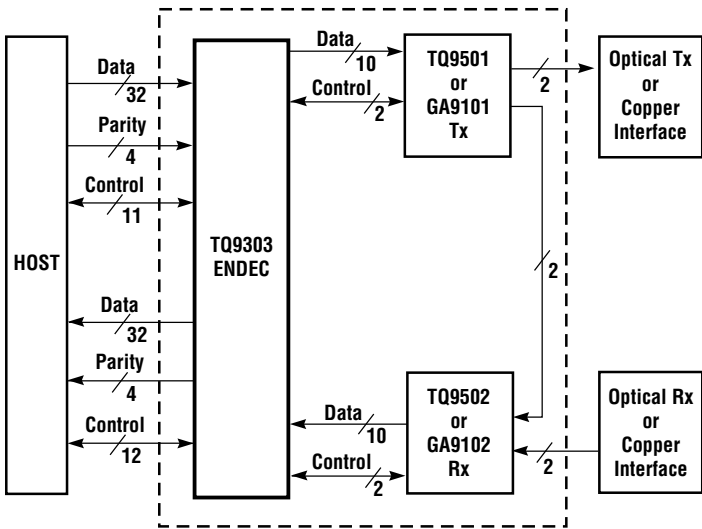 HOST
Data
32
Parity
4
Control
11
Data
32
Parity
4
Control
12
TQ9303
ENDEC
Data
10
Control
2
TQ9501
or
GA9101
Tx
2
Optical Tx
or
Copper
Interface
2
Data
10
Control
2
TQ9502
or
GA9102
Rx
2
Optical Rx
or
Copper
Interface